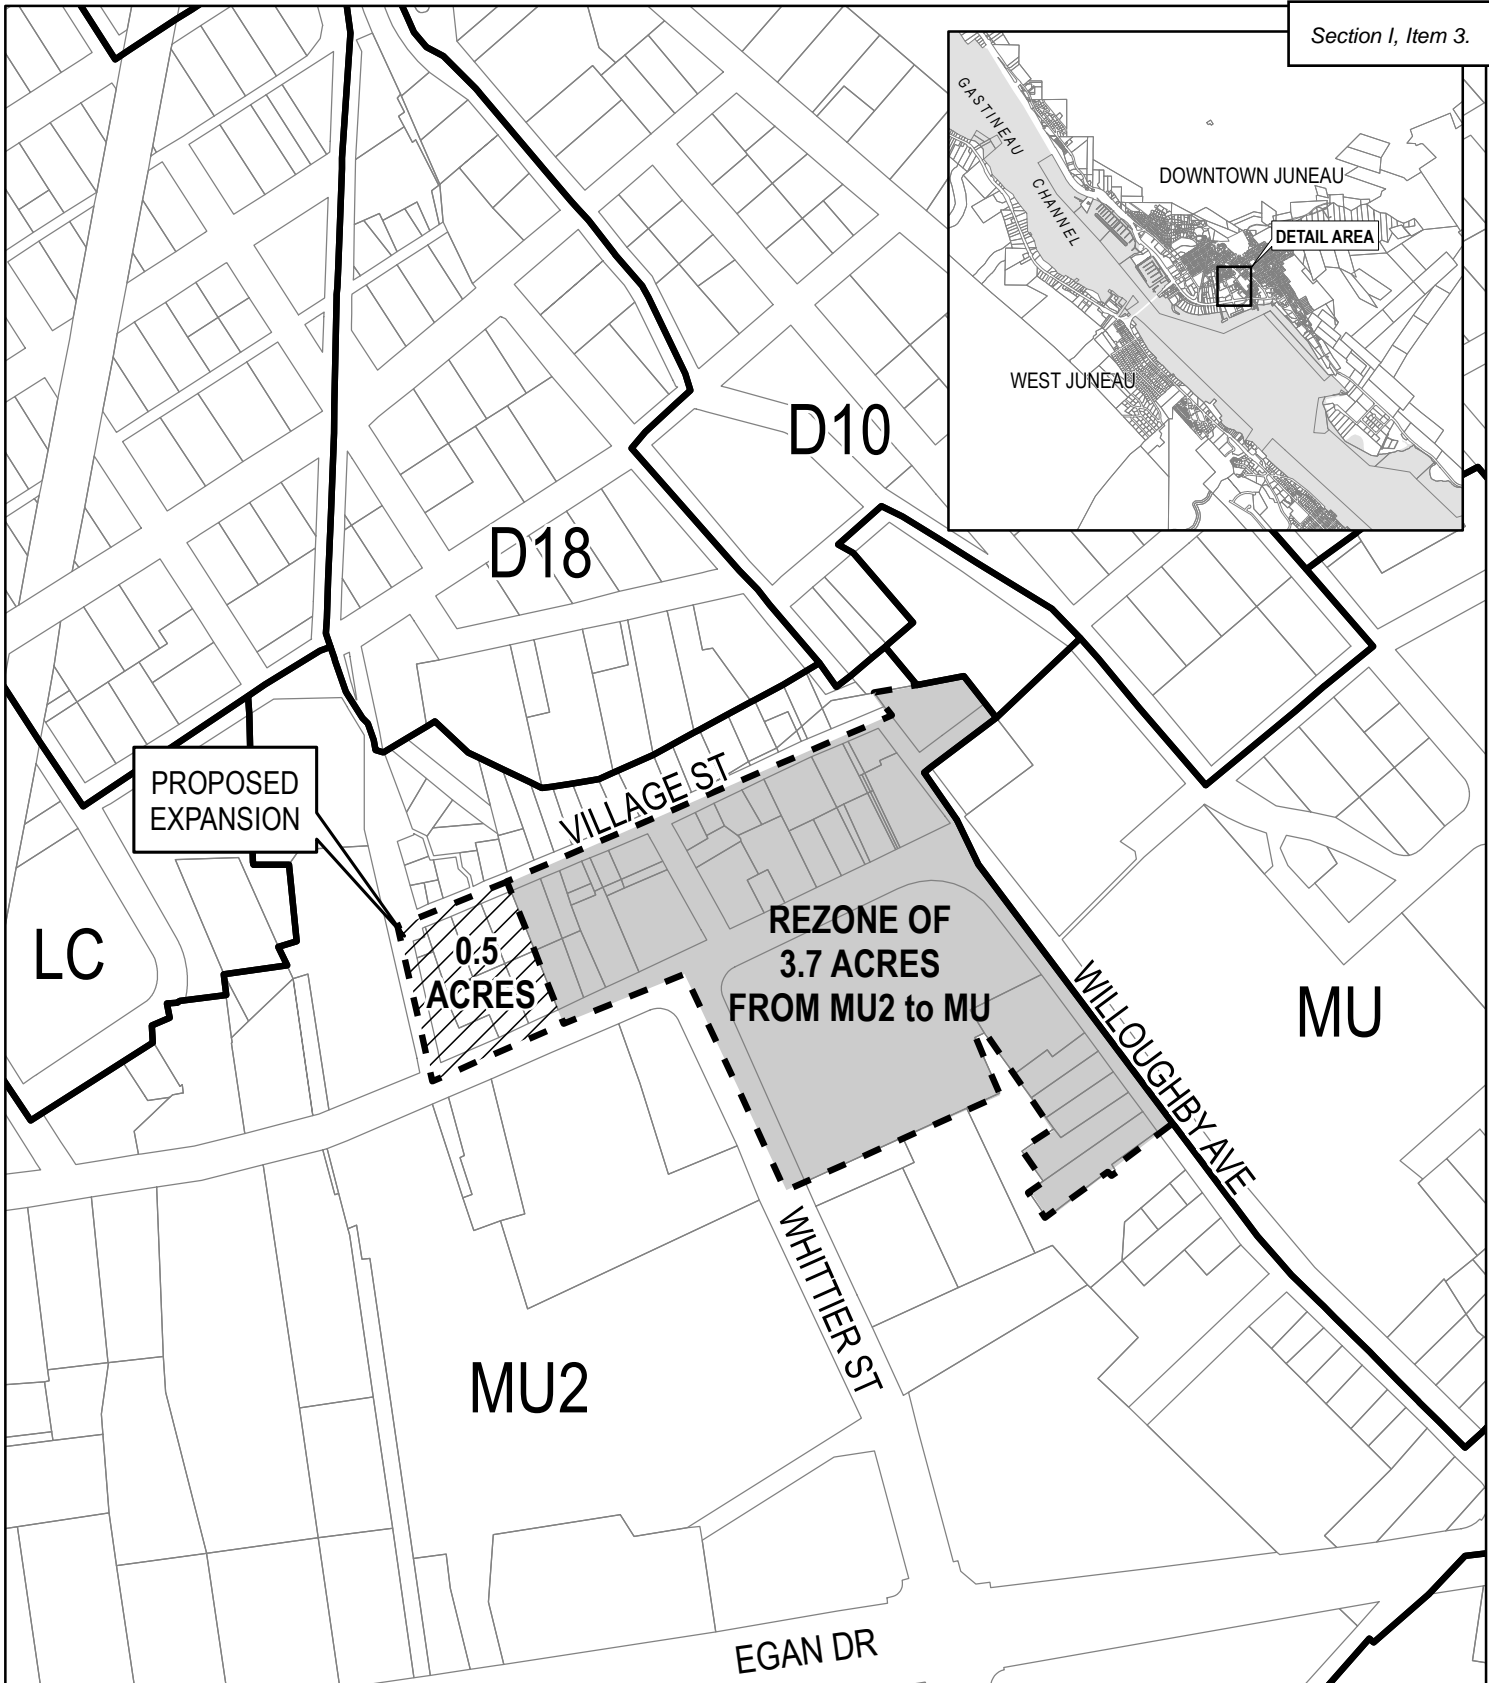 Section I, Item 3.
GASTINEAU
CHANNEL
DOWNTOWN JUNEAU
DETAIL AREA
WEST JUNEAU
D10
D18
PROPOSED
EXPANSION
VILLAGE ST
LC
0.5
ACRES
REZONE OF
3.7 ACRES
FROM MU2 to MU
WILLOUGHBY AVE
MU
WHITTIER ST
MU2
EGAN DR